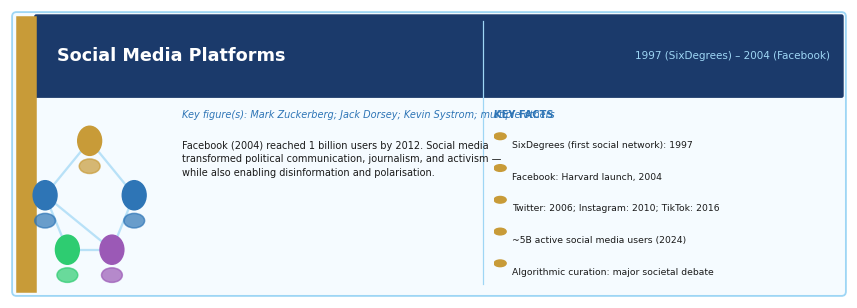 Social Media Platforms
1997 (SixDegrees) – 2004 (Facebook)
Key figure(s): Mark Zuckerberg; Jack Dorsey; Kevin Systrom; multiple others
Facebook (2004) reached 1 billion users by 2012. Social media
transformed political communication, journalism, and activism —
while also enabling disinformation and polarisation.
KEY FACTS
SixDegrees (first social network): 1997
Facebook: Harvard launch, 2004
Twitter: 2006; Instagram: 2010; TikTok: 2016
~5B active social media users (2024)
Algorithmic curation: major societal debate